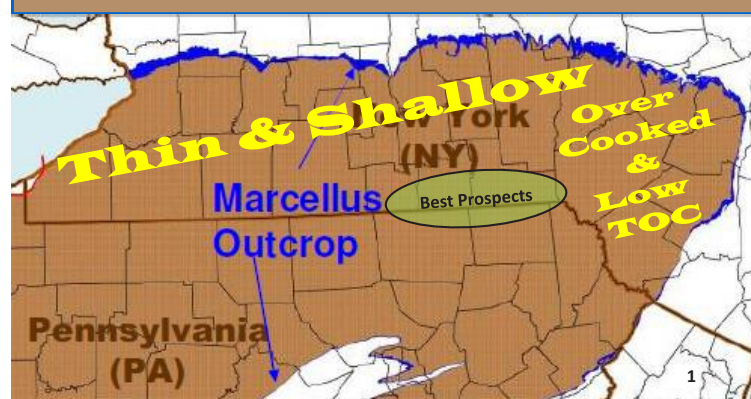 Thin & Shallow
New York
(NY)
Over
Cooked
&
Low
TOC
Marcellus
Outcrop
Best Prospects
Pennsylvania
(PA)
1